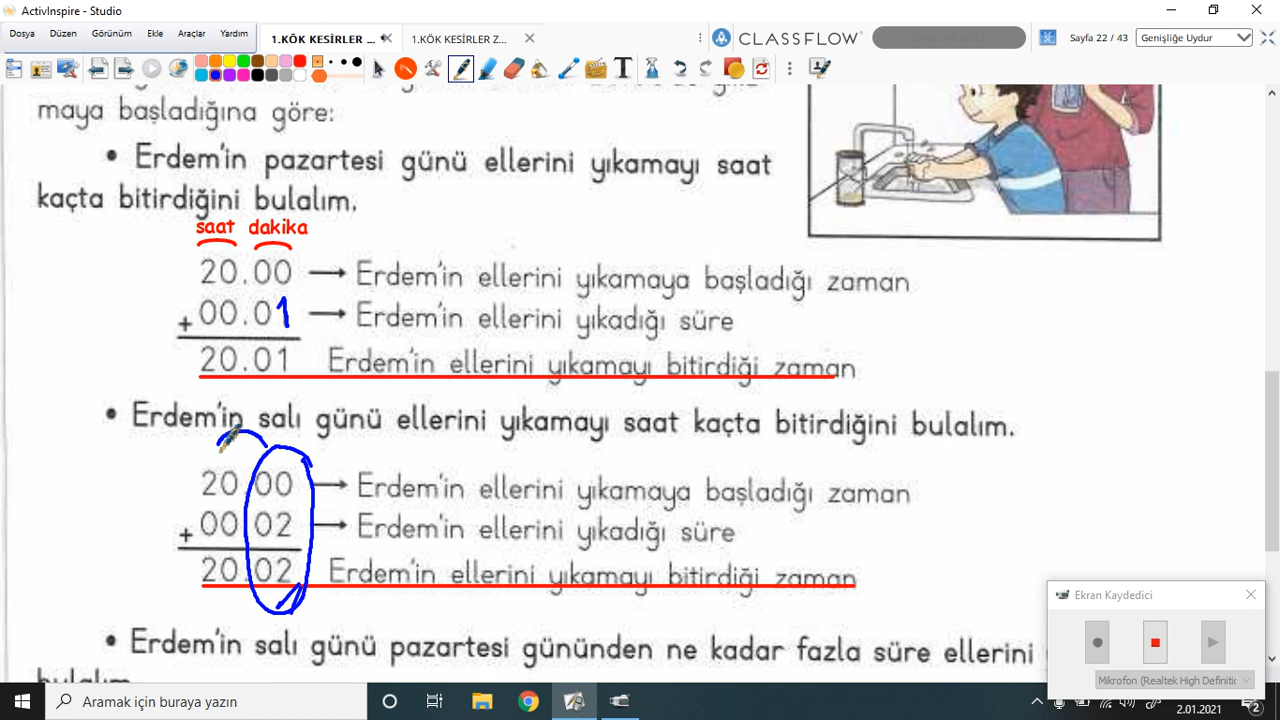 ActivInspire - Studio
Dosya Düzen Görünüm Ekle Araçlar Yardım
1.KÖK KESİRLER ...
1.KÖK KESİRLER Z...
CLASSFLOW
Sayfa 22 / 43
Genişliğe Uydur
maya başladığına göre:
• Erdem'in pazartesi günü ellerini yıkamayı saat
kaçta bitirdiğini bulalım.
saat dakika
20.00 → Erdem'in ellerini yıkamaya başladığı zaman
+ 00.01 → Erdem'in ellerini yıkadığı süre
20.01 Erdem'in ellerini yıkamayı bitirdiği zaman
• Erdem'in salı günü ellerini yıkamayı saat kaçta bitirdiğini bulalım.
20 00 → Erdem'in ellerini yıkamaya başladığı zaman
+ 00 02 → Erdem'in ellerini yıkadığı süre
20.02 Erdem'in ellerini yıkamayı bitirdiği zaman
• Erdem'in salı günü pazartesi gününden ne kadar fazla süre ellerini
bulalım.
Ekran Kaydedici
Mikrofon (Realtek High Definitic
Aramak için buraya yazın
2.01.2021
2